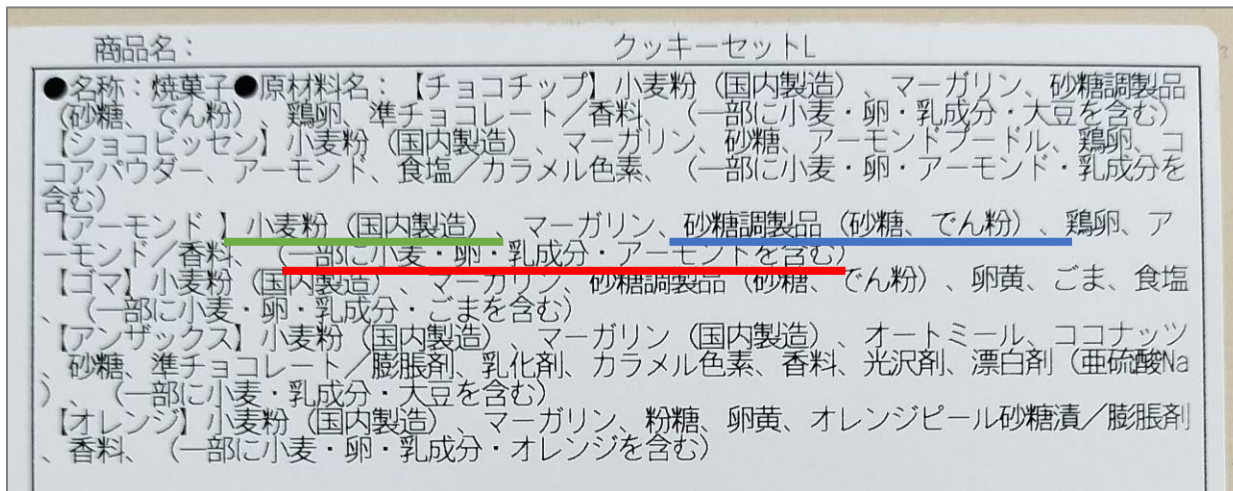 商品名： クッキーセットL
●名称：焼菓子●原材料名：【チョコチップ】小麦粉（国内製造）、マーガリン、砂糖調製品
（砂糖、でん粉）、鶏卵、準チョコレート／香料、（一部に小麦・卵・乳成分・大豆を含む）
【ショコビッセン】小麦粉（国内製造）、マーガリン、砂糖、アーモンドプードル、鶏卵、コ
コアパウダー、アーモンド、食塩／カラメル色素、（一部に小麦・卵・アーモンド・乳成分を
含む）
【アーモンド】小麦粉（国内製造）、マーガリン、砂糖調製品（砂糖、でん粉）、鶏卵、ア
ーモンド／香料、（一部に小麦・卵・乳成分・アーモンドを含む）
【ゴマ】小麦粉（国内製造）、マーガリン、砂糖調製品（砂糖、でん粉）、卵黄、ごま、食塩
、（一部に小麦・卵・乳成分・ごまを含む）
【アンザックス】小麦粉（国内製造）、マーガリン（国内製造）、オートミール、ココナッツ
、砂糖、準チョコレート／膨脹剤、乳化剤、カラメル色素、香料、光沢剤、漂白剤（亜硫酸Na
）、（一部に小麦・乳成分・大豆を含む）
【オレンジ】小麦粉（国内製造）、マーガリン、粉糖、卵黄、オレンジピール砂糖漬／膨脹剤
、香料、（一部に小麦・卵・乳成分・オレンジを含む）